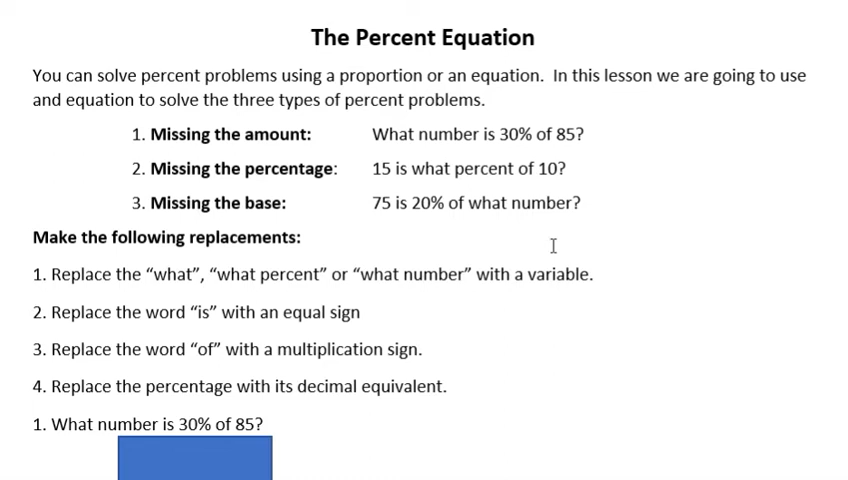 The Percent Equation
You can solve percent problems using a proportion or an equation. In this lesson we are going to use
and equation to solve the three types of percent problems.
1. Missing the amount: What number is 30% of 85?
2. Missing the percentage: 15 is what percent of 10?
3. Missing the base: 75 is 20% of what number?
Make the following replacements:
1. Replace the “what”, “what percent” or “what number” with a variable.
2. Replace the word “is” with an equal sign
3. Replace the word “of” with a multiplication sign.
4. Replace the percentage with its decimal equivalent.
1. What number is 30% of 85?